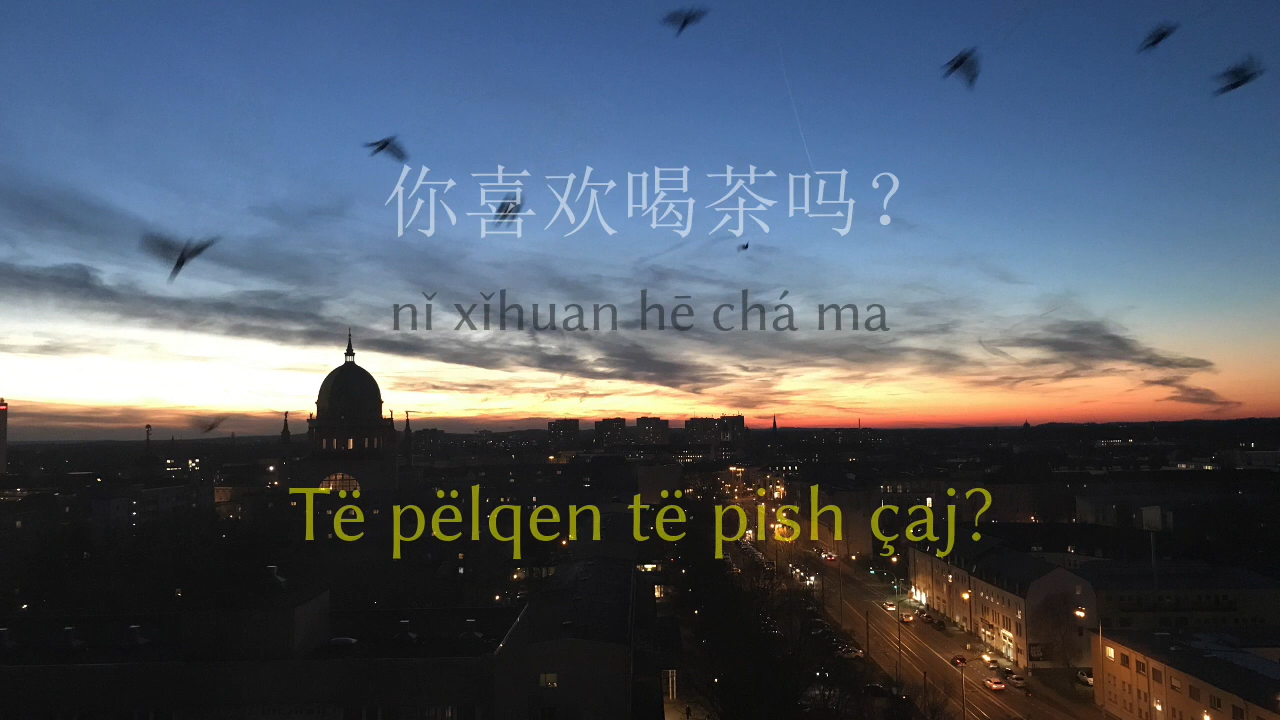 你喜欢喝茶吗？
nǐ xǐhuan hē chá ma
Të pëlqen të pish çaj?